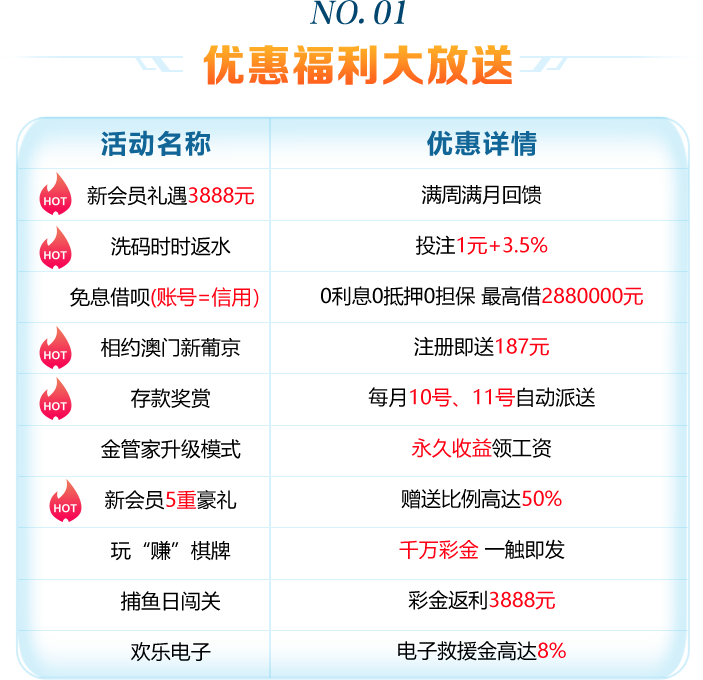 NO. 01
优惠福利大放送
活动名称 优惠详情
HOT 新会员礼遇3888元 满周满月回馈
HOT 洗码时时返水 投注1元+3.5%
免息借呗(账号=信用) 0利息0抵押0担保 最高借2880000元
HOT 相约澳门新葡京 注册即送187元
HOT 存款奖赏 每月10号、11号自动派送
金管家升级模式 永久收益领工资
HOT 新会员5重豪礼 赠送比例高达50%
玩“赚”棋牌 千万彩金 一触即发
捕鱼日闯关 彩金返利3888元
欢乐电子 电子救援金高达8%